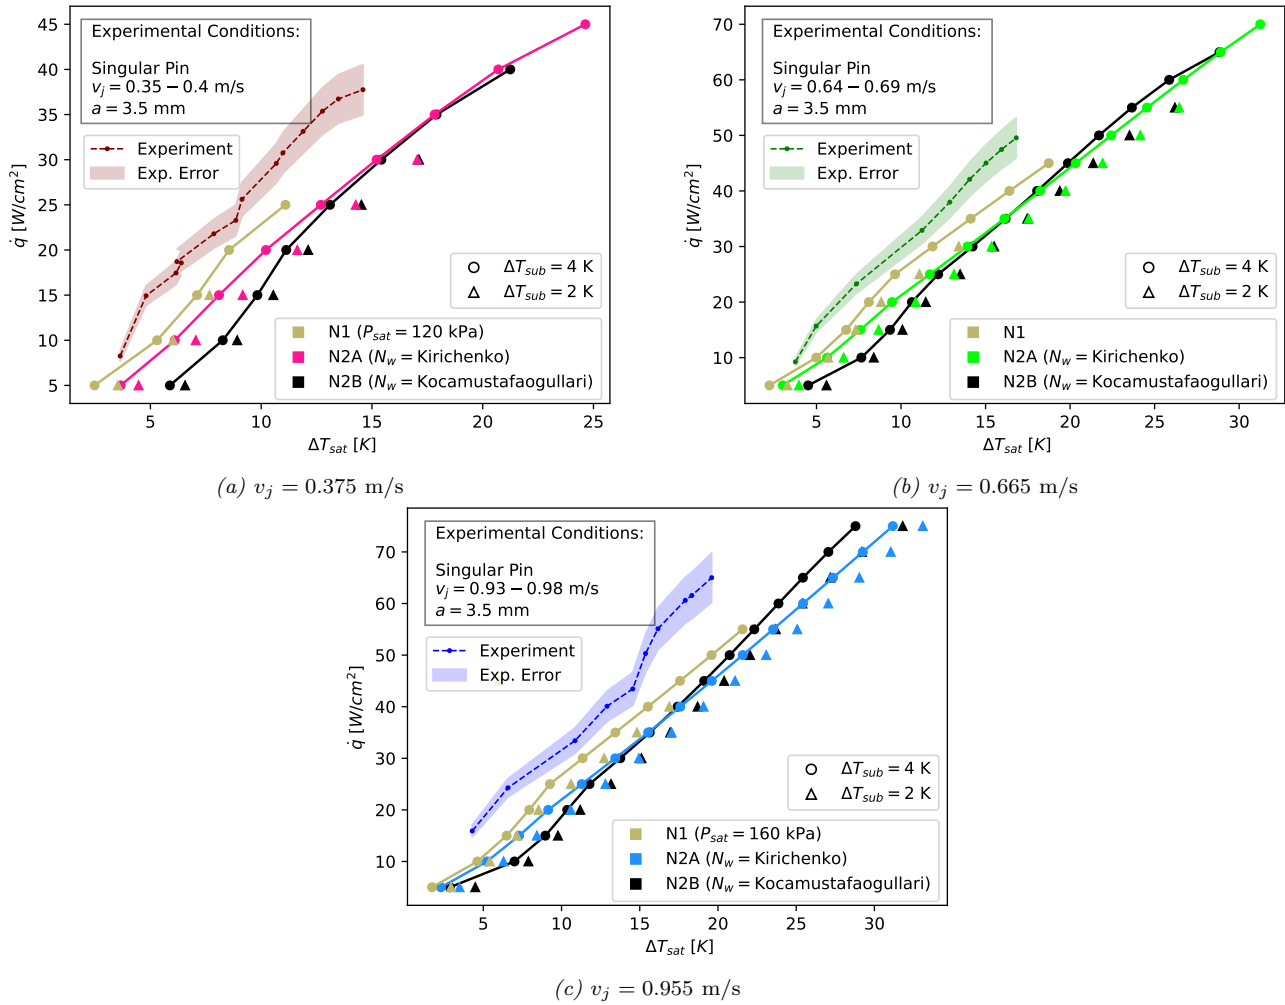 Experimental Conditions:
Singular Pin
v_j = 0.35 − 0.4 m/s
a = 3.5 mm
Experiment
Exp. Error
ΔT_sub = 4 K
ΔT_sub = 2 K
N1 (P_sat = 120 kPa)
N2A (N_w = Kirichenko)
N2B (N_w = Kocamustafaogullari)
45
40
35
30
25
20
15
10
5
q̇ [W/cm²]
5 10 15 20 25
ΔT_sat [K]
(a) v_j = 0.375 m/s
Experimental Conditions:
Singular Pin
v_j = 0.64 − 0.69 m/s
a = 3.5 mm
Experiment
Exp. Error
ΔT_sub = 4 K
ΔT_sub = 2 K
N1
N2A (N_w = Kirichenko)
N2B (N_w = Kocamustafaogullari)
70
60
50
40
30
20
10
q̇ [W/cm²]
5 10 15 20 25 30
ΔT_sat [K]
(b) v_j = 0.665 m/s
Experimental Conditions:
Singular Pin
v_j = 0.93 − 0.98 m/s
a = 3.5 mm
Experiment
Exp. Error
ΔT_sub = 4 K
ΔT_sub = 2 K
N1 (P_sat = 160 kPa)
N2A (N_w = Kirichenko)
N2B (N_w = Kocamustafaogullari)
70
60
50
40
30
20
10
q̇ [W/cm²]
5 10 15 20 25 30
ΔT_sat [K]
(c) v_j = 0.955 m/s